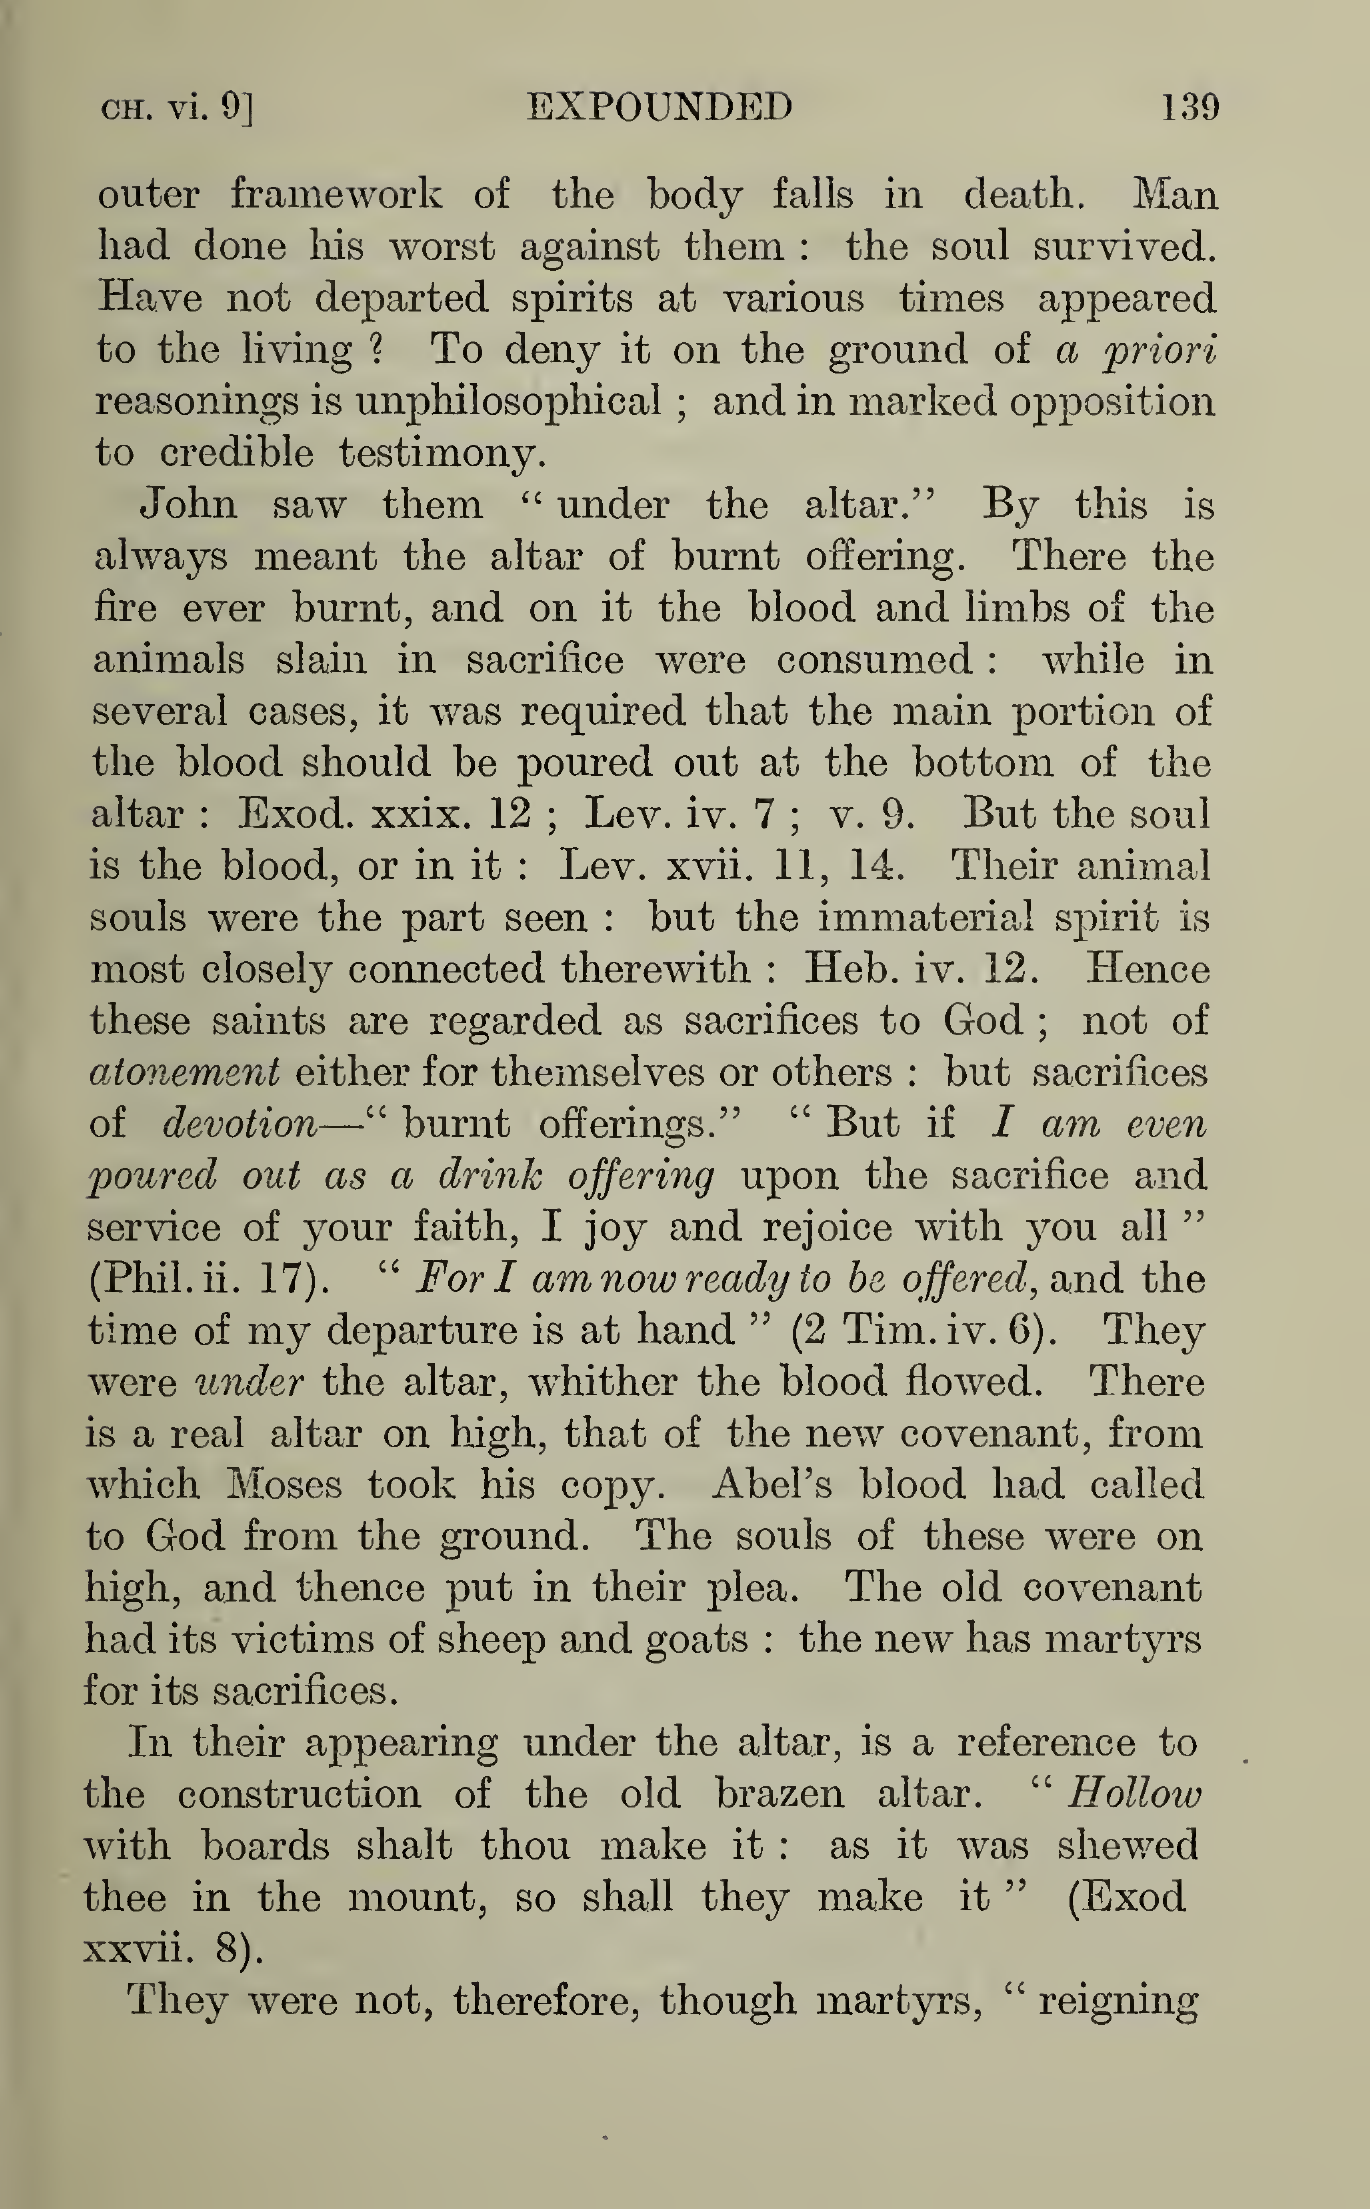 CH. vi. 9] EXPOUNDED 139
outer framework of the body falls in death. Man
had done his worst against them : the soul survived.
Have not departed spirits at various times appeared
to the living ? To deny it on the ground of a priori
reasonings is unphilosophical ; and in marked opposition
to credible testimony.
John saw them “ under the altar.” By this is
always meant the altar of burnt offering. There the
fire ever burnt, and on it the blood and limbs of the
animals slain in sacrifice were consumed : while in
several cases, it was required that the main portion of
the blood should be poured out at the bottom of the
altar : Exod. xxix. 12 ; Lev. iv. 7 ; v. 9. But the soul
is the blood, or in it : Lev. xvii. 11, 14. Their animal
souls were the part seen : but the immaterial spirit is
most closely connected therewith : Heb. iv. 12. Hence
these saints are regarded as sacrifices to God ; not of
atonement either for themselves or others : but sacrifices
of devotion—“ burnt offerings.” “ But if I am even
poured out as a drink offering upon the sacrifice and
service of your faith, I joy and rejoice with you all ”
(Phil. ii. 17). “ For I am now ready to be offered, and the
time of my departure is at hand ” (2 Tim. iv. 6). They
were under the altar, whither the blood flowed. There
is a real altar on high, that of the new covenant, from
which Moses took his copy. Abel’s blood had called
to God from the ground. The souls of these were on
high, and thence put in their plea. The old covenant
had its victims of sheep and goats : the new has martyrs
for its sacrifices.
In their appearing under the altar, is a reference to
the construction of the old brazen altar. “ Hollow
with boards shalt thou make it : as it was shewed
thee in the mount, so shall they make it ” (Exod
xxvii. 8).
They were not, therefore, though martyrs, “ reigning